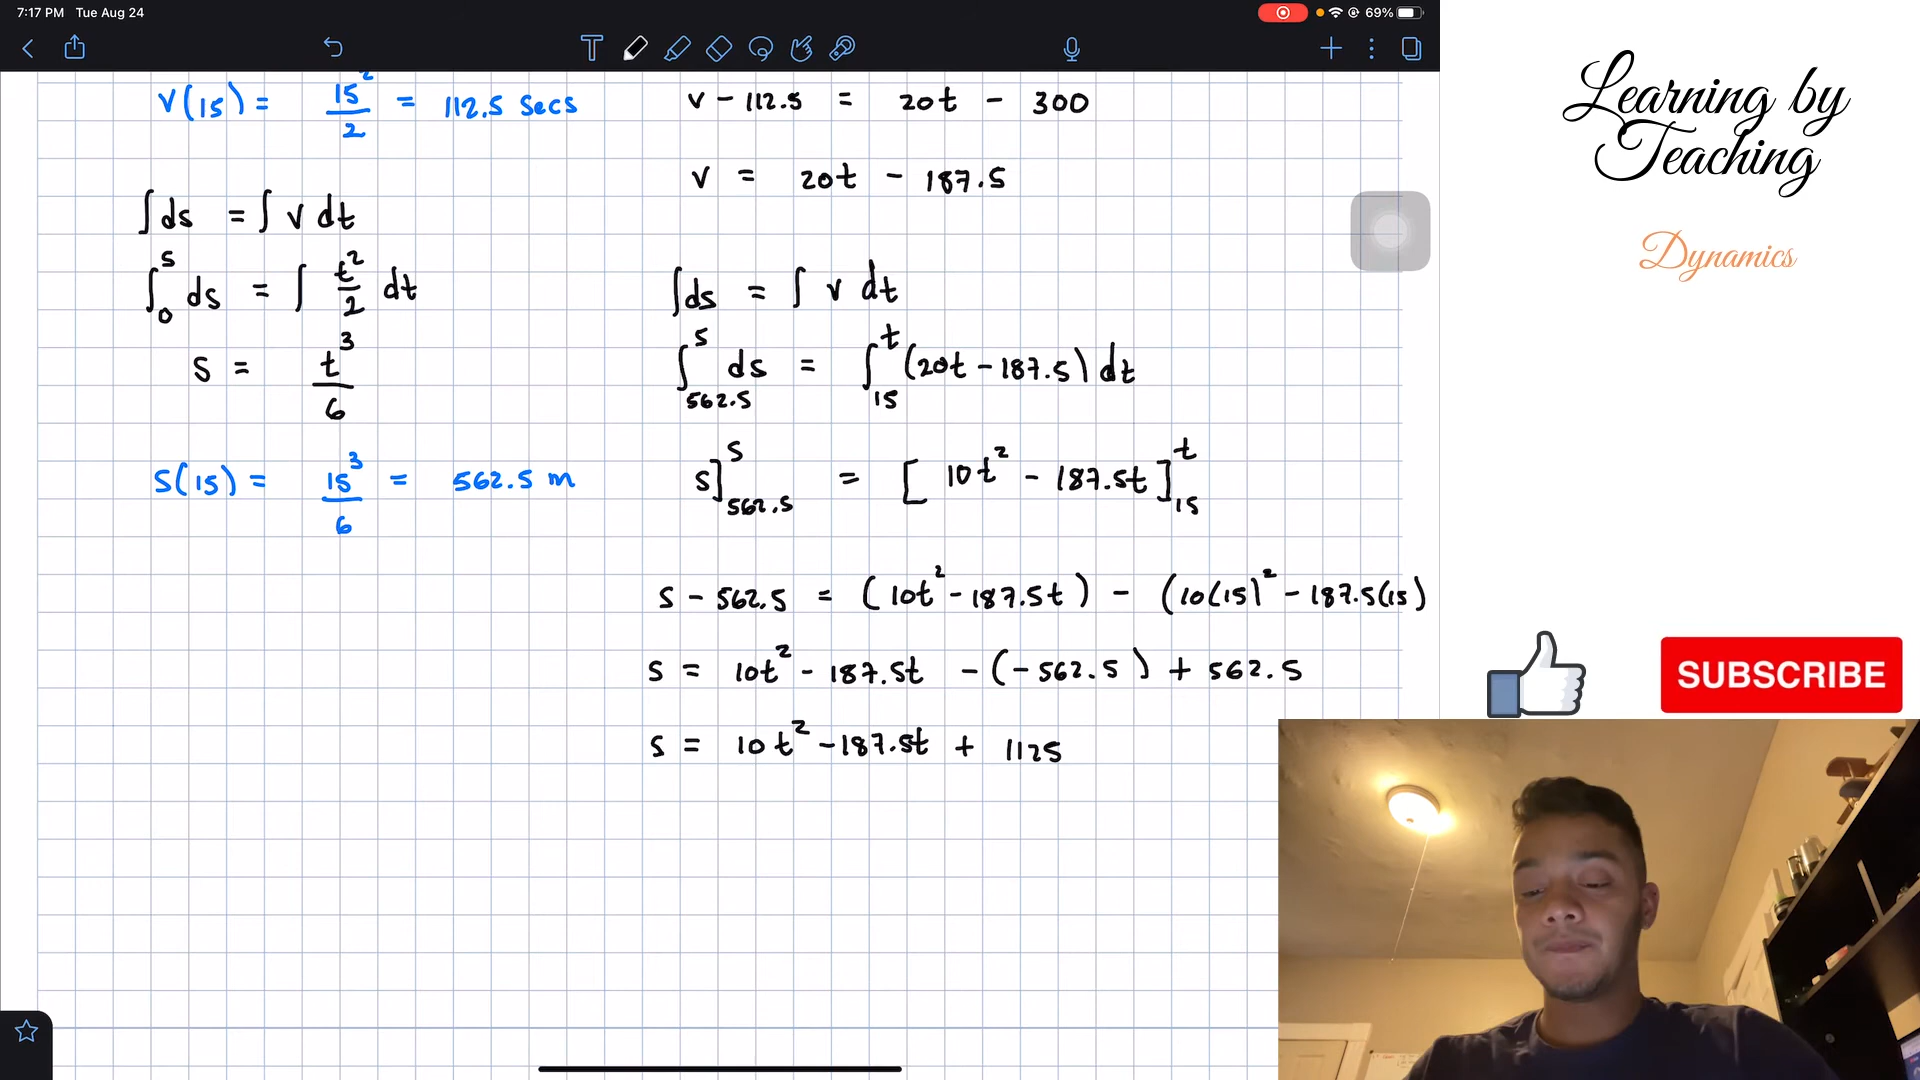 7:17 PM Tue Aug 24
69%
V(15) = 15²/2 = 112.5 Secs
∫ds = ∫ v dt
∫₀ˢ ds = ∫ t²/2 dt
S = t³/6
S(15) = 15³/6 = 562.5 m
v - 112.5 = 20t - 300
v = 20t - 187.5
∫ds = ∫ v dt
∫₅₆₂.₅ˢ ds = ∫₁₅ᵗ (20t - 187.5) dt
S]₅₆₂.₅ˢ = [10t² - 187.5t]₁₅ᵗ
S - 562.5 = (10t² - 187.5t) - (10(15)² - 187.5(15)
S = 10t² - 187.5t - (-562.5) + 562.5
S = 10t² - 187.5t + 1125
Learning by
Teaching
Dynamics
SUBSCRIBE